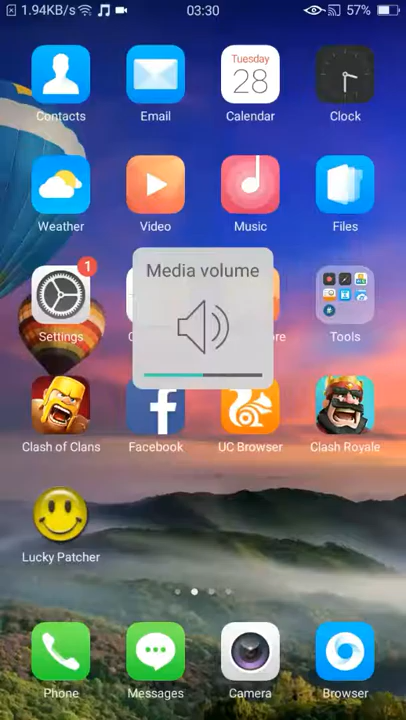 1.94KB/s 03:30 57%
Tuesday
28
Contacts Email Calendar Clock
Weather Video Music Files
Media volume
1
Settings Tools
Clash of Clans Facebook UC Browser Clash Royale
Lucky Patcher
Phone Messages Camera Browser